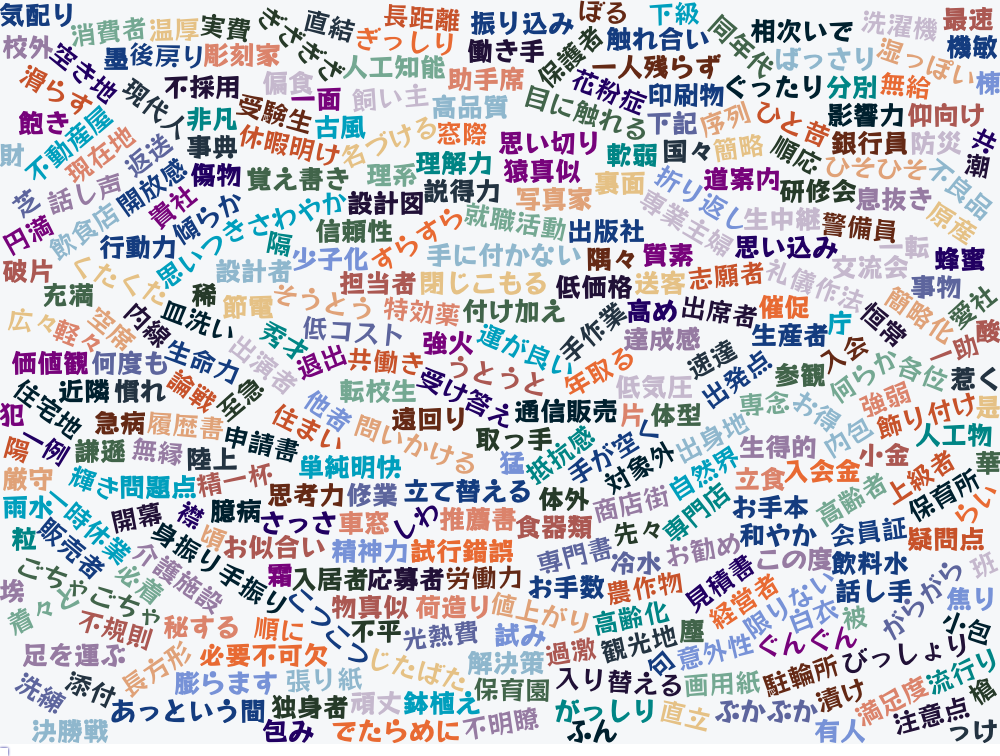 気配り
消費者
温厚
実費
ぎざぎざ
直結
長距離
ぎっしり
振り込み
働き手
ぼる
下級
触れ合い
同年代
相次いで
洗濯機
最速
機敏
校外
空き地
墨
後戻り
彫刻家
人工知能
助手席
保護者
一人残らず
ばっさり
湿っぽい
棟
滑らす
現代人
不採用
偏食
一面
飼い主
高品質
目に触れる
花粉症
印刷物
ぐったり
分別
無給
飽き
不動産屋
非凡
受験生
古風
名づける
窓際
思い切り
下記
序列
ひと苦
影響力
仰向け
共
財
現在地
返送
事典
休暇明け
理系
理解力
猿真似
軟弱
国々
簡略
順応
銀行員
防災
潮
芝
話し声
開放感
傷物
覚え書き
設計図
説得力
写真家
裏面
折り返し
道案内
研修会
ひそひそ
息抜き
不良品
円満
飲食店
貴社
傾らか
思いつき
さわやか
信頼性
すらすら
就職活動
出版社
専業主婦
生中継
警備員
原産
行動力
隔
少子化
手に付かない
隅々
質素
思い込み
一転
蜂蜜
破片
くたくた
設計者
担当者
閉じこもる
低価格
送客
志願者
礼儀作法
交流会
事物
充満
稀
節電
そうとう
特効薬
付け加え
手作業
高め
出席者
催促
簡略化
愛社
広々
軽々
空席
内線
皿洗い
秀才
低コスト
強火
運が良い
達成感
生産者
庁
恒常
酸
価値観
何度も
生命力
出演者
退出
共働き
うとうと
年取る
速達
入会
一助
住宅地
近隣
慣れ
論戦
至急
転校生
受け答え
低気圧
出発点
参観
何らか
各位
惹く
犯
急病
履歴書
住まい
他者
遠回り
通信販売
片
体型
専念
お得
強弱
飾り付け
是
一例
申請書
問いかける
取っ手
抵抗感
手が空く
出身地
生得的
内包
人工物
陽
謙遜
無縁
陸上
単純明快
猛
対象外
自然界
立食
入会金
小金
華
厳守
輝き
問題点
精一杯
思考力
修業
立て替える
体外
商店街
専門店
お手本
高齢者
上級者
保育所
らい
雨水
一時休業
開幕
襟
臆病
さっさ
車窓
しわ
推薦書
食器類
先々
和やか
会員証
疑問点
粒
販売者
身振り手振り
頃
お似合い
精神力
試行錯誤
専門書
冷水
お勧め
この度
飲料水
班
埃
ごちゃごちゃ
必着
介護施設
霜
入居者
応募者
労働力
お手数
農作物
見積書
経営者
限りない
話し手
焦り
着々と
不規則
秘する
順に
こつこつ
物真似
荷造り
値上がり
高齢化
塵
白衣
被
がらがら
小包
足を運ぶ
長方形
必要不可欠
不平
光熱費
試み
過激
観光地
意外性
ぐんぐん
びっしょり
洗練
添付
膨らます
張り紙
じたばた
解決策
保育園
入り替える
句
画用紙
駐輪所
漬け
満足度
流行り
槍
決勝戦
あっという間
独身者
頑丈
鉢植え
がっしり
直立
ぷかぷか
注意点
包み
でたらめに
不明瞭
ふん
有人
つけ